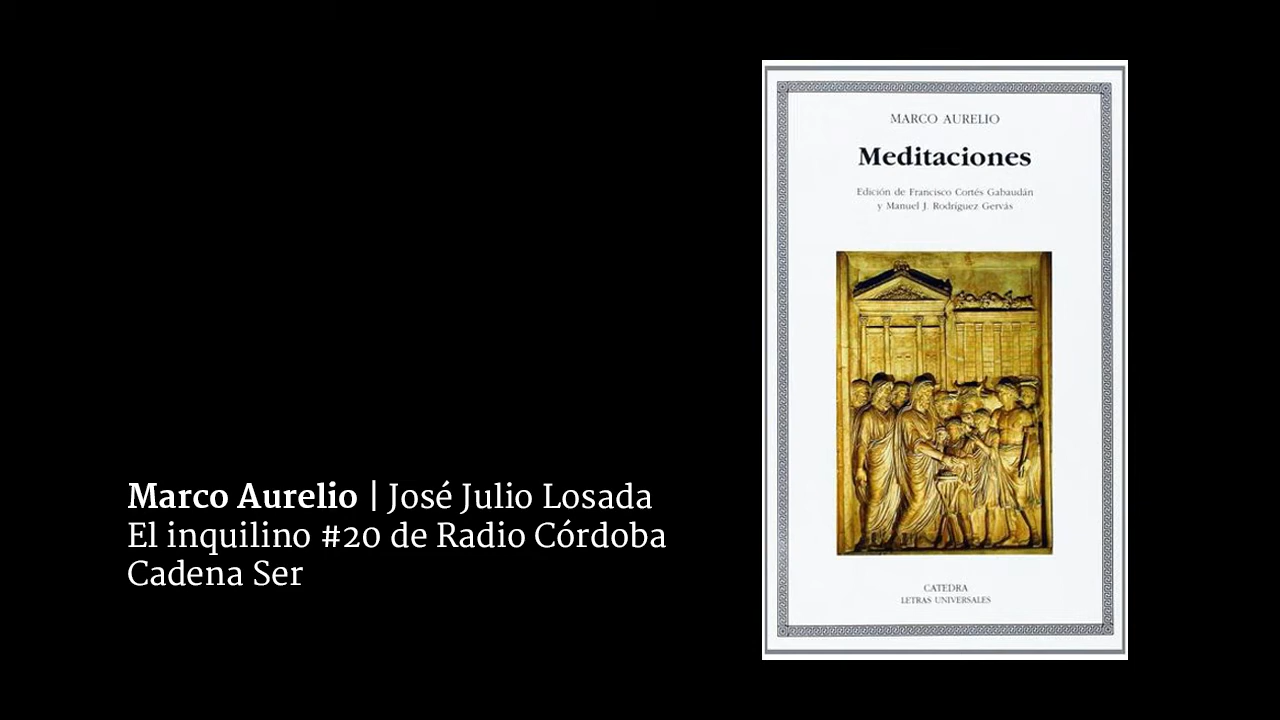 Marco Aurelio | José Julio Losada
El inquilino #20 de Radio Córdoba
Cadena Ser
MARCO AURELIO
Meditaciones
Edición de Francisco Cortés Gabaudán
y Manuel J. Rodríguez Gervás
CATEDRA
LETRAS UNIVERSALES